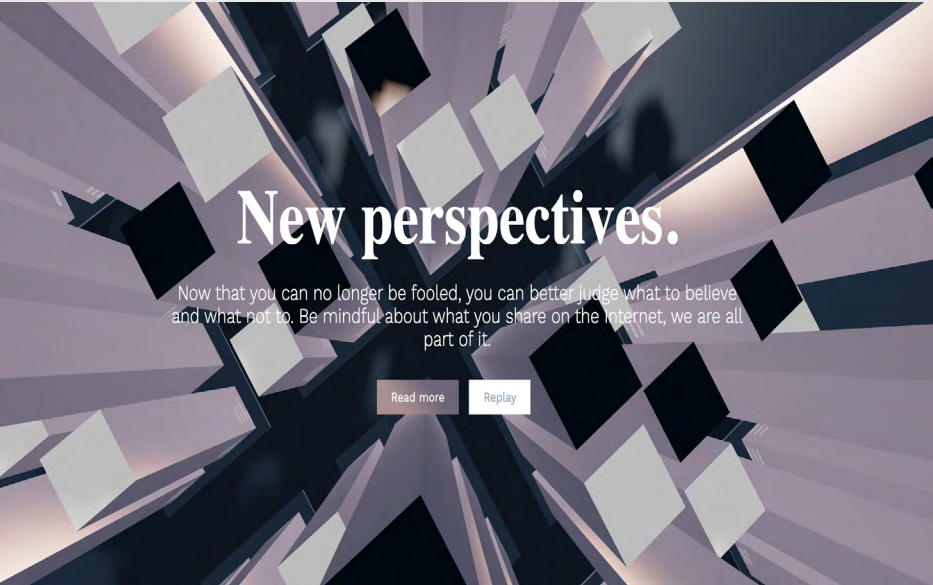 New perspectives.
Now that you can no longer be fooled, you can better judge what to believe
and what not to. Be mindful about what you share on the internet, we are all
part of it.
Read more
Replay